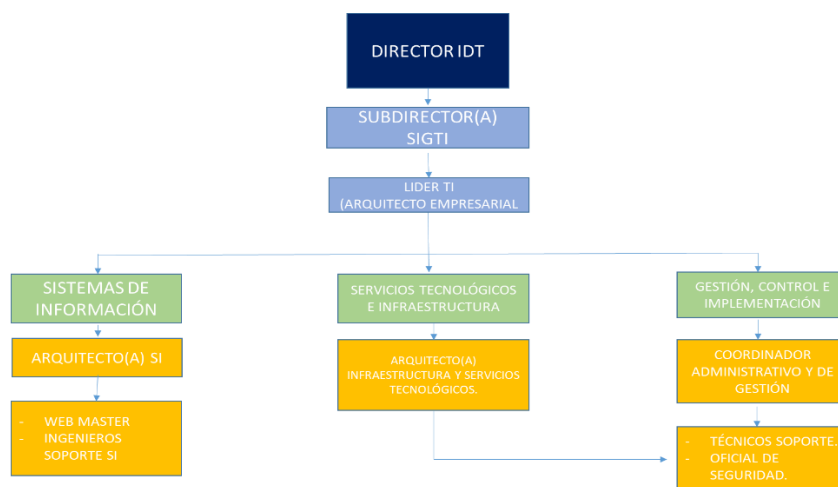 DIRECTOR IDT
SUBDIRECTOR(A)
SIGTI
LIDER TI
(ARQUITECTO EMPRESARIAL
SISTEMAS DE
INFORMACIÓN
SERVICIOS TECNOLÓGICOS
E INFRAESTRUCTURA
GESTIÓN, CONTROL E
IMPLEMENTACIÓN
ARQUITECTO(A) SI
ARQUITECTO(A)
INFRAESTRUCTURA Y SERVICIOS
TECNOLÓGICOS.
COORDINADOR
ADMINISTRATIVO Y DE
GESTIÓN
- WEB MASTER
- INGENIEROS
SOPORTE SI
- TÉCNICOS SOPORTE.
- OFICIAL DE
SEGURIDAD.